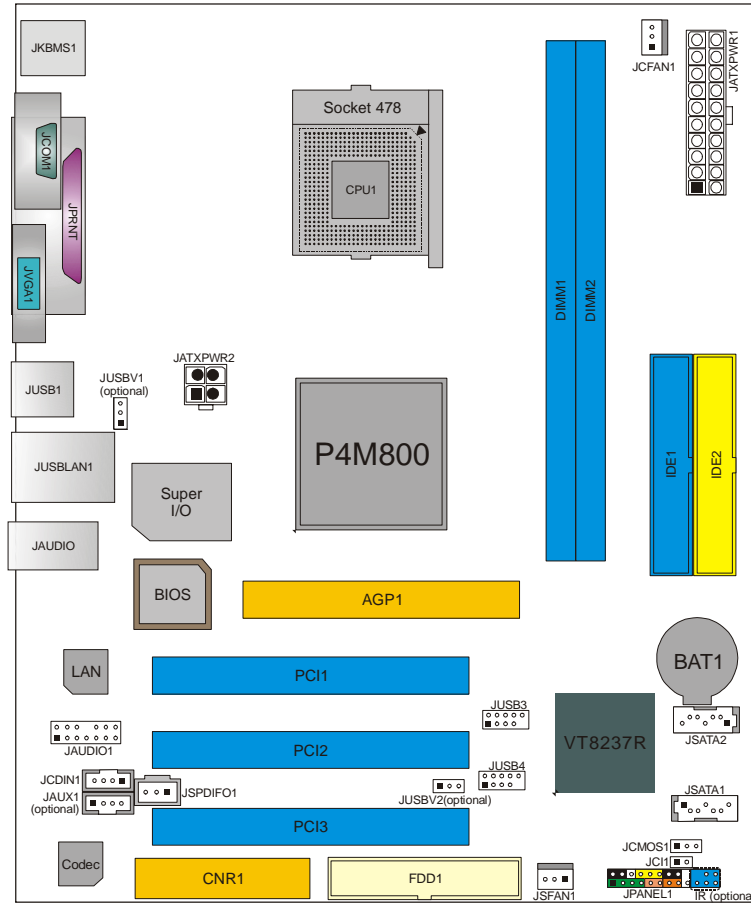 JKBMS1
JCFAN1
JATXPWR1
Socket 478
CPU1
JCOM1
JPRNT
JVGA1
DIMM1
DIMM2
JATXPWR2
JUSBV1
(optional)
JUSB1
P4M800
IDE1
IDE2
JUSBLAN1
Super
I/O
JAUDIO
BIOS
AGP1
LAN
PCI1
BAT1
JUSB3
VT8237R
JSATA2
JAUDIO1
PCI2
JUSB4
JCDIN1
JAUX1
(optional)
JSPDIFO1
JUSBV2(optional)
JSATA1
PCI3
JCMOS1
JCI1
Codec
CNR1
FDD1
JSFAN1
JPANEL1
IR (optional